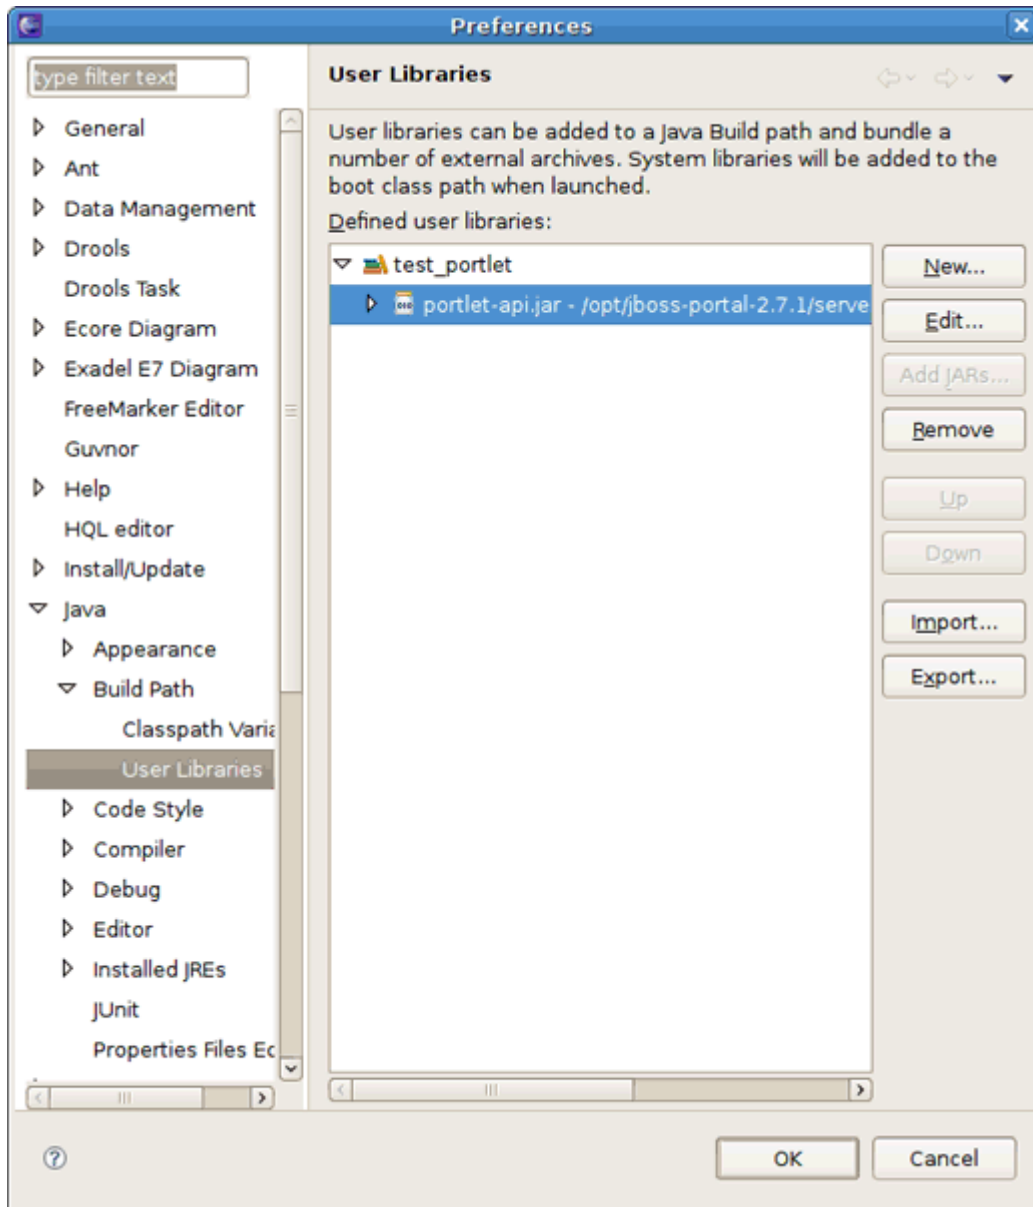 Preferences
type filter text
General
Ant
Data Management
Drools
Drools Task
Ecore Diagram
Exadel E7 Diagram
FreeMarker Editor
Guvnor
Help
HQL editor
Install/Update
Java
Appearance
Build Path
Classpath Varia
User Libraries
Code Style
Compiler
Debug
Editor
Installed JREs
JUnit
Properties Files Ed
User Libraries
User libraries can be added to a Java Build path and bundle a
number of external archives. System libraries will be added to the
boot class path when launched.
Defined user libraries:
test_portlet
portlet-api.jar - /opt/jboss-portal-2.7.1/serve
New...
Edit...
Add JARs...
Remove
Up
Down
Import...
Export...
OK
Cancel